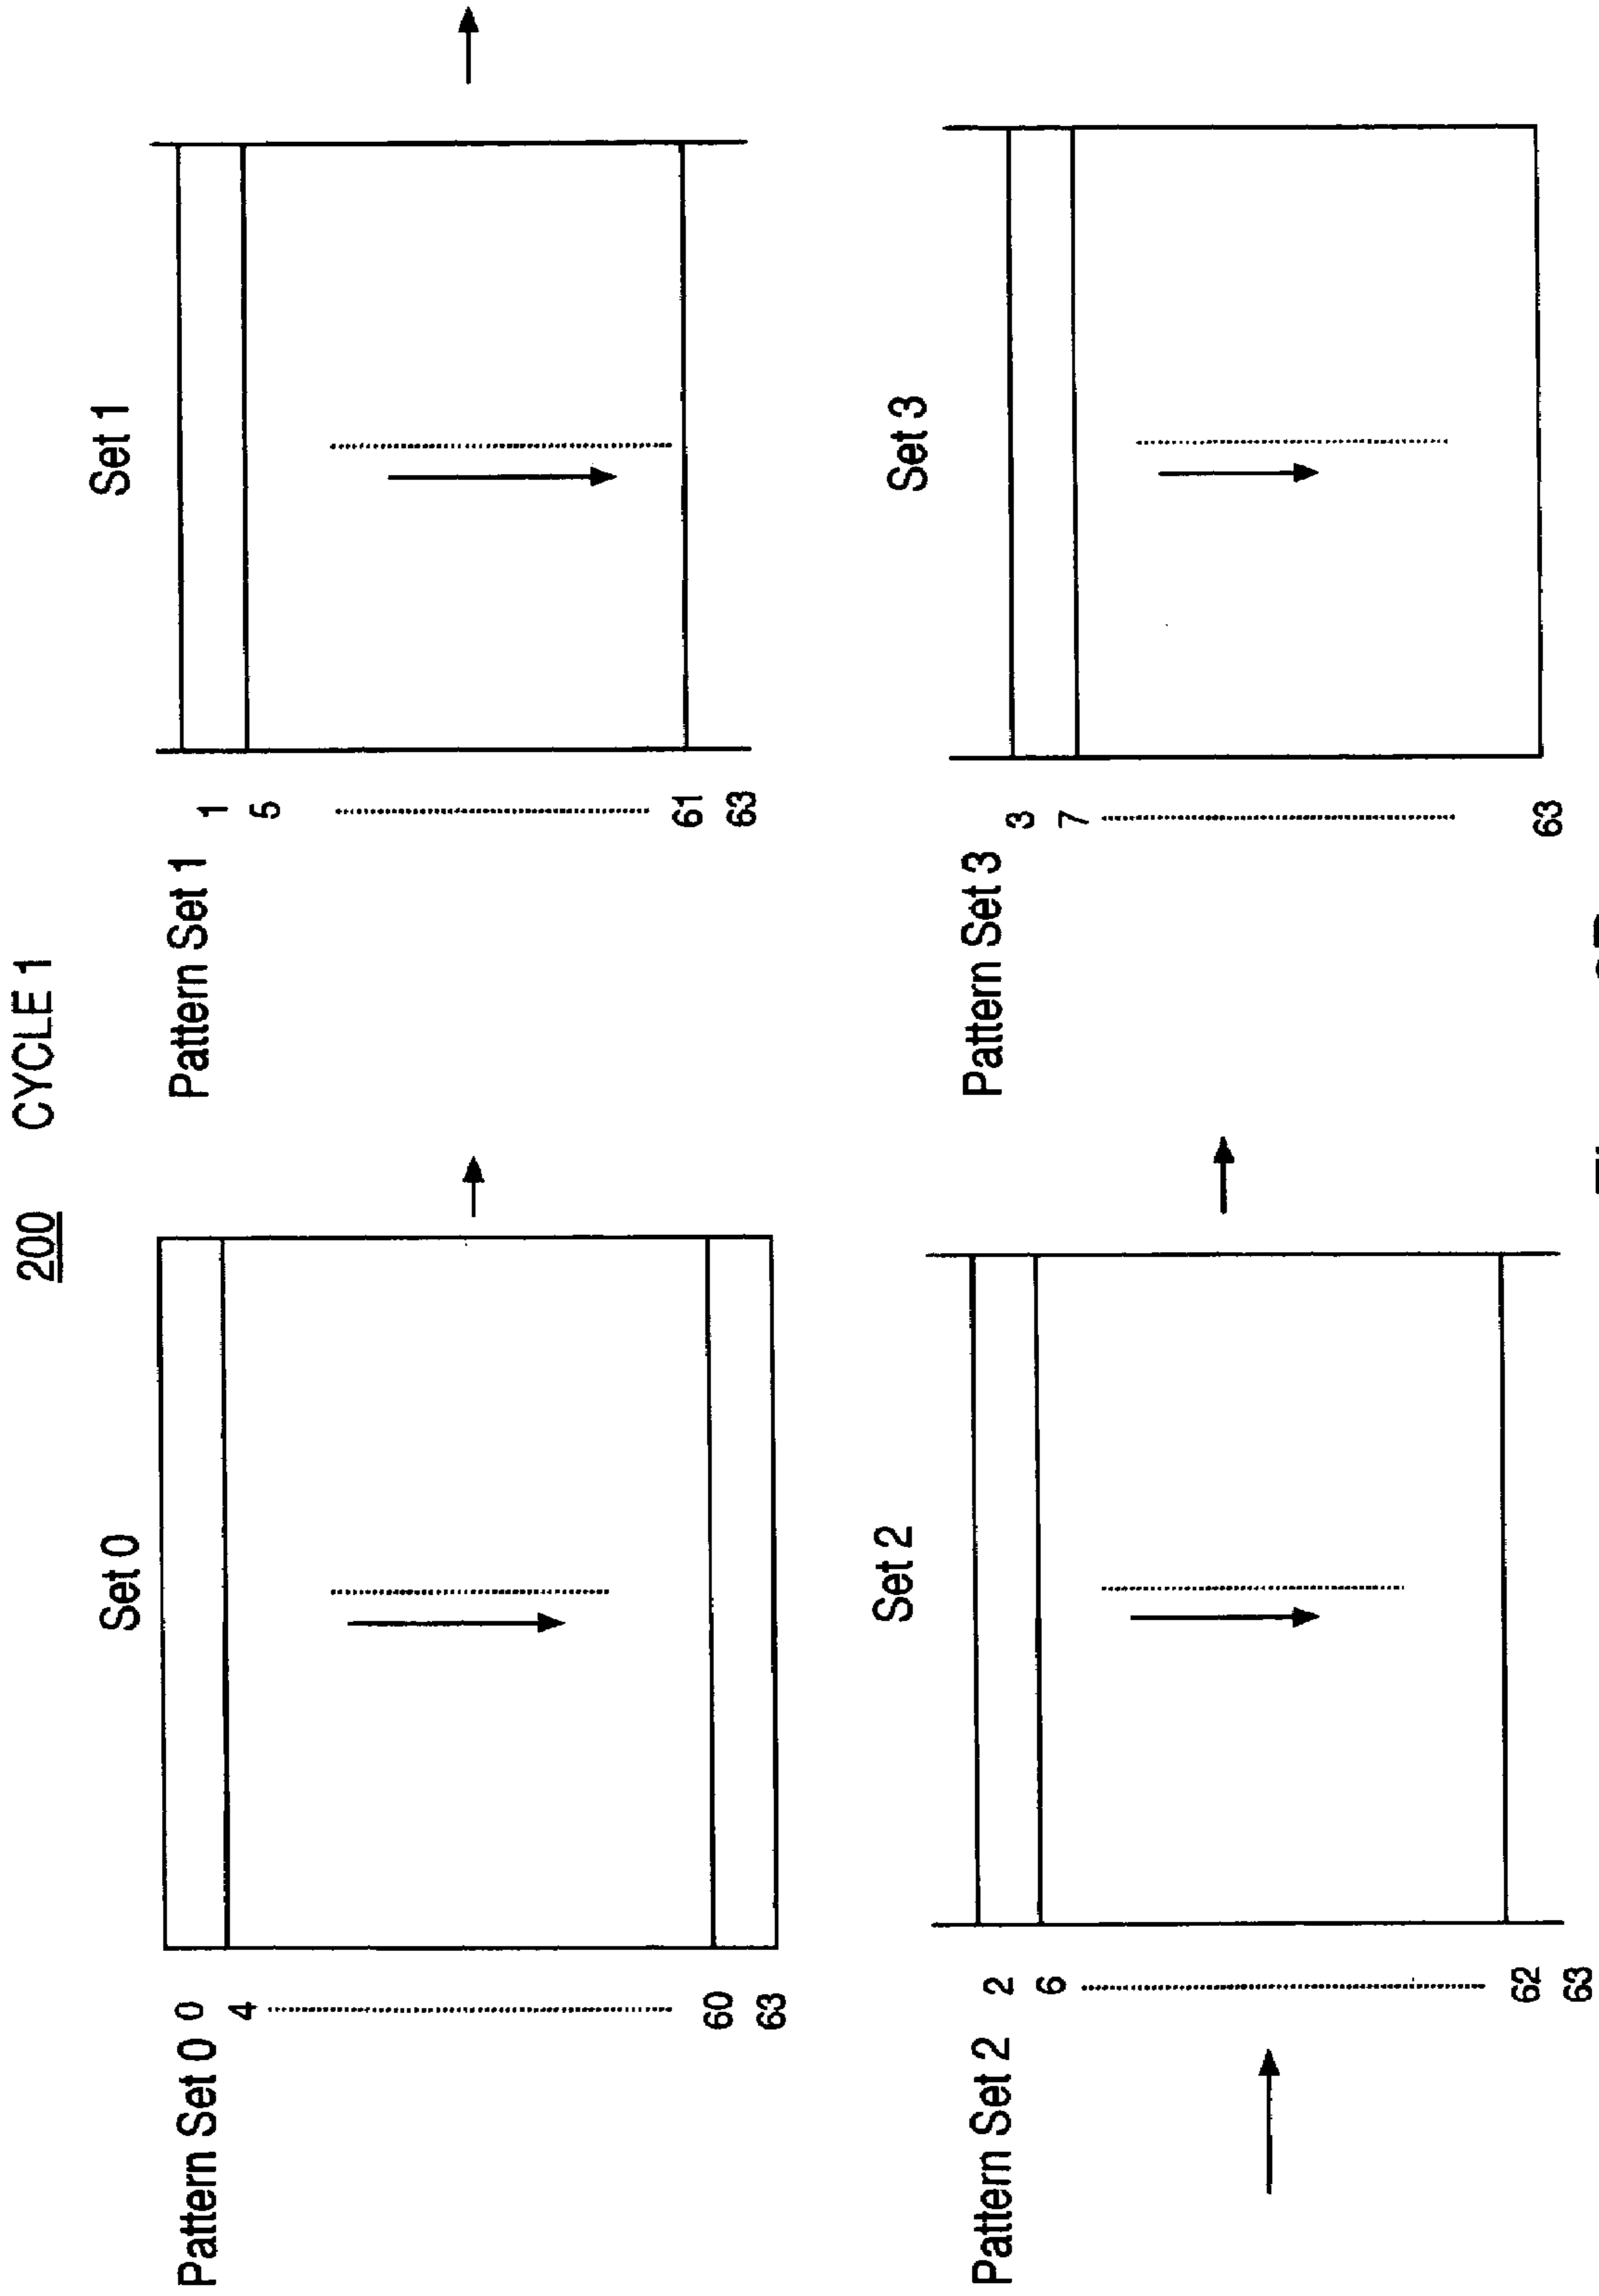 200 CYCLE 1
Set 0
Pattern Set 0 0
4
60
63
Set 1
Pattern Set 1
1
5
61
63
Set 2
Pattern Set 2 2
6
62
63
Set 3
Pattern Set 3
3
7
63